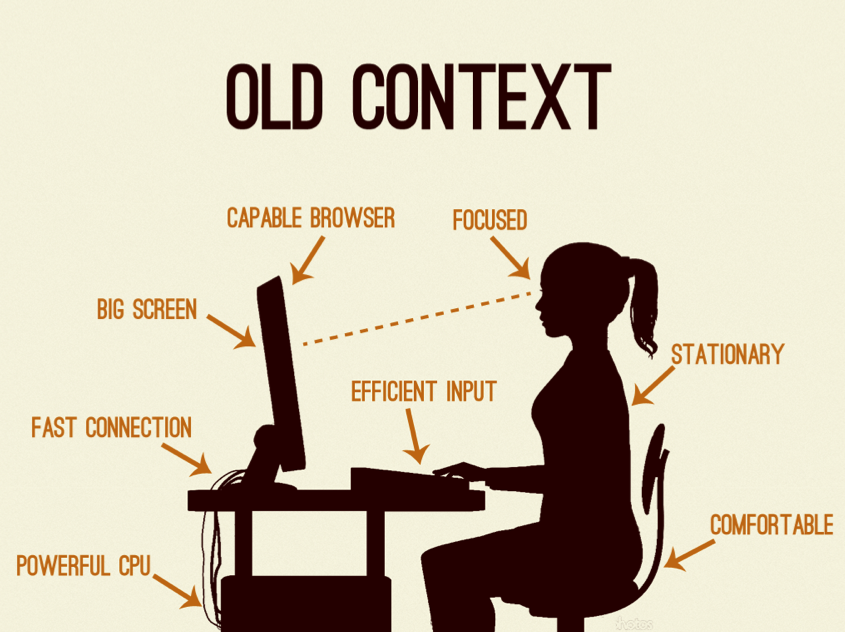 OLD CONTEXT
CAPABLE BROWSER
FOCUSED
BIG SCREEN
STATIONARY
EFFICIENT INPUT
FAST CONNECTION
COMFORTABLE
POWERFUL CPU